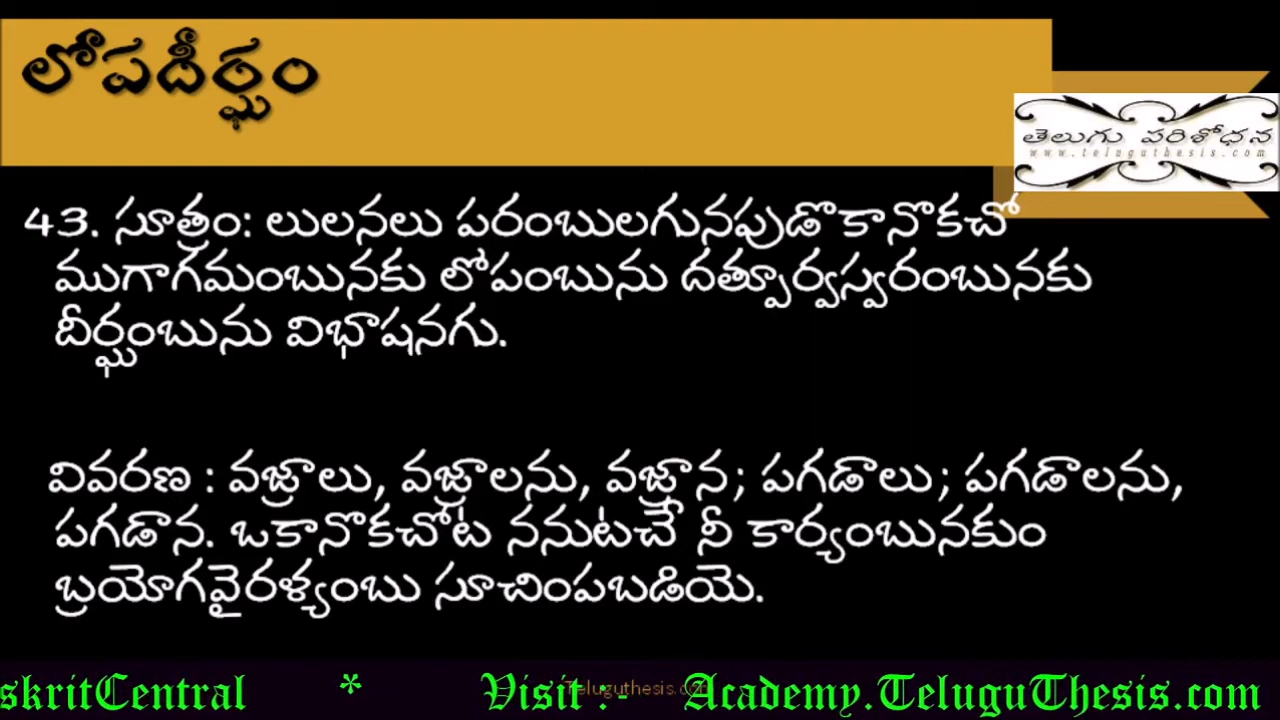 లోపదీర్ఘం
తెలుగు పరిశోధన
www.teluguthesis.com
43. సూత్రం: లులనలు పరంబులగునపుడొకానొకచో
ముగాగమంబునకు లోపంబును దత్పూర్వస్వరంబునకు
దీర్ఘంబును విభాషనగు.
వివరణ : వజ్రాలు, వజ్రాలను, వజ్రాన; పగడాలు; పగడాలను,
పగడాన. ఒకానొకచోట ననుటచే నీ కార్యంబునకుం
బ్రయోగవైరళ్యంబు సూచింపబడియె.
skritCentral * Visit :- Academy.TeluguThesis.com
Teluguthesis.com